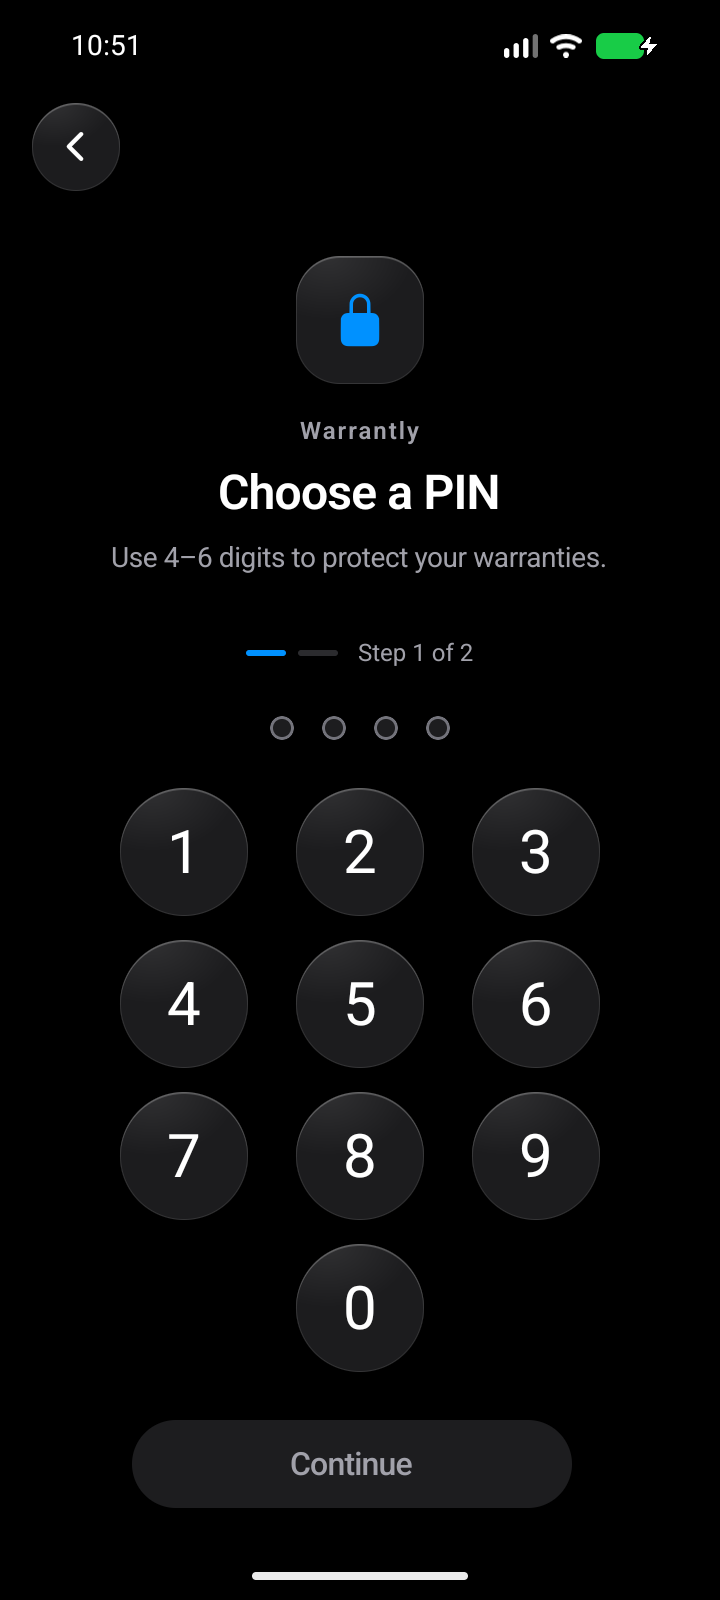 10:51
Warrantly
Choose a PIN
Use 4–6 digits to protect your warranties.
Step 1 of 2
1 2 3
4 5 6
7 8 9
0
Continue